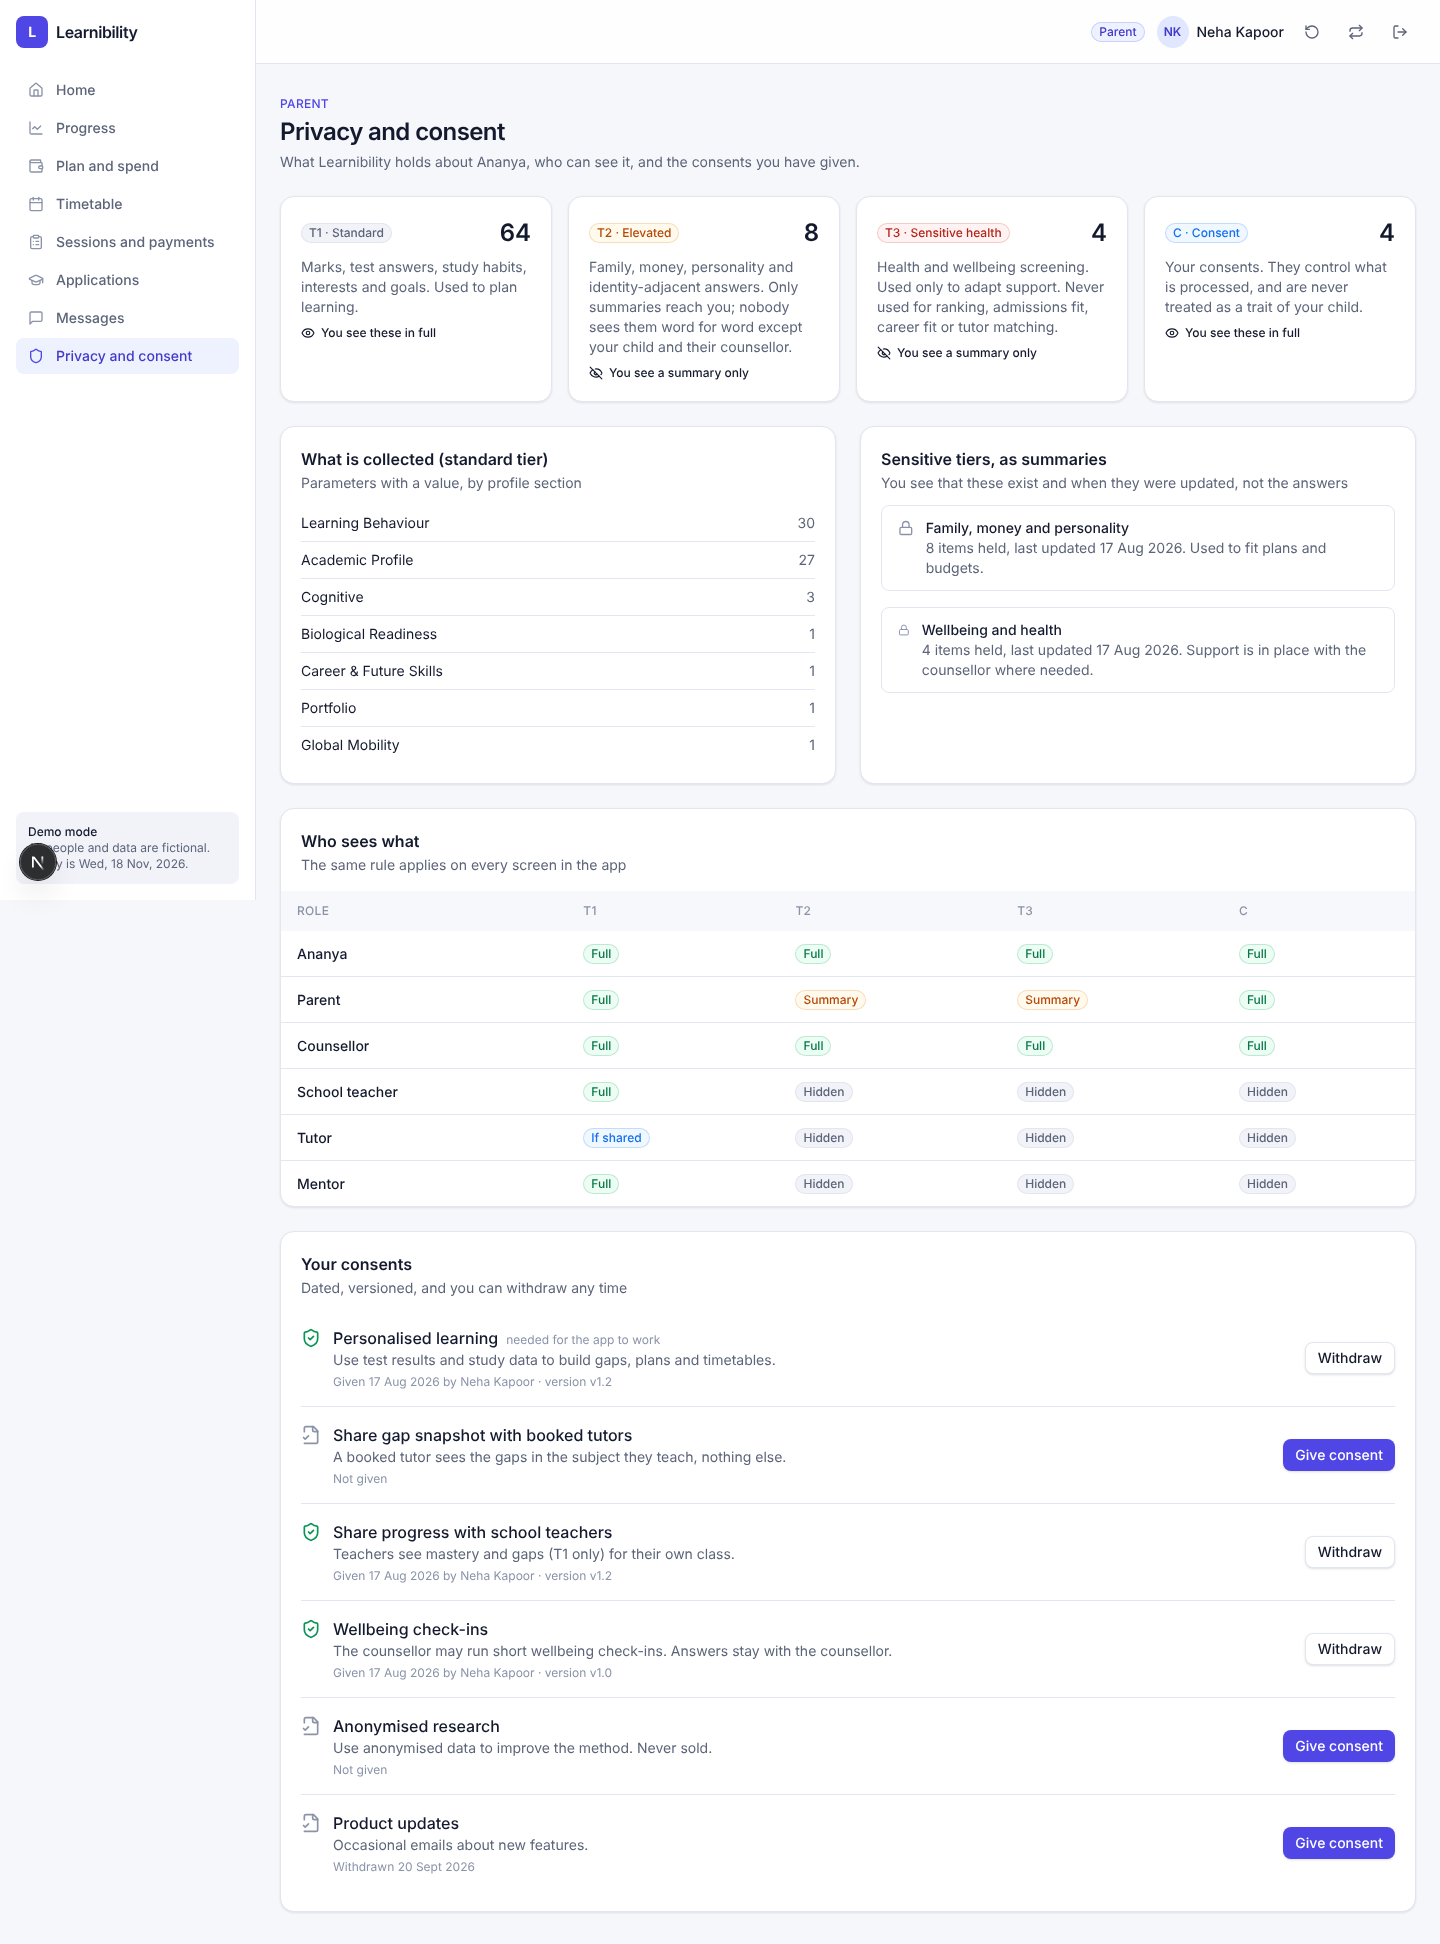 L Learnibility
Home
Progress
Plan and spend
Timetable
Sessions and payments
Applications
Messages
Privacy and consent
Demo mode
people and data are fictional.
is Wed, 18 Nov, 2026.
N
Parent NK Neha Kapoor
PARENT
Privacy and consent
What Learnibility holds about Ananya, who can see it, and the consents you have given.
T1 · Standard 64
Marks, test answers, study habits,
interests and goals. Used to plan
learning.
You see these in full
T2 · Elevated 8
Family, money, personality and
identity-adjacent answers. Only
summaries reach you; nobody
sees them word for word except
your child and their counsellor.
You see a summary only
T3 · Sensitive health 4
Health and wellbeing screening.
Used only to adapt support. Never
used for ranking, admissions fit,
career fit or tutor matching.
You see a summary only
C · Consent 4
Your consents. They control what
is processed, and are never
treated as a trait of your child.
You see these in full
What is collected (standard tier)
Parameters with a value, by profile section
Learning Behaviour 30
Academic Profile 27
Cognitive 3
Biological Readiness 1
Career & Future Skills 1
Portfolio 1
Global Mobility 1
Sensitive tiers, as summaries
You see that these exist and when they were updated, not the answers
Family, money and personality
8 items held, last updated 17 Aug 2026. Used to fit plans and
budgets.
Wellbeing and health
4 items held, last updated 17 Aug 2026. Support is in place with the
counsellor where needed.
Who sees what
The same rule applies on every screen in the app
ROLE T1 T2 T3 C
Ananya Full Full Full Full
Parent Full Summary Summary Full
Counsellor Full Full Full Full
School teacher Full Hidden Hidden Hidden
Tutor If shared Hidden Hidden Hidden
Mentor Full Hidden Hidden Hidden
Your consents
Dated, versioned, and you can withdraw any time
Personalised learning needed for the app to work
Use test results and study data to build gaps, plans and timetables.
Given 17 Aug 2026 by Neha Kapoor · version v1.2
Withdraw
Share gap snapshot with booked tutors
A booked tutor sees the gaps in the subject they teach, nothing else.
Not given
Give consent
Share progress with school teachers
Teachers see mastery and gaps (T1 only) for their own class.
Given 17 Aug 2026 by Neha Kapoor · version v1.2
Withdraw
Wellbeing check-ins
The counsellor may run short wellbeing check-ins. Answers stay with the counsellor.
Given 17 Aug 2026 by Neha Kapoor · version v1.0
Withdraw
Anonymised research
Use anonymised data to improve the method. Never sold.
Not given
Give consent
Product updates
Occasional emails about new features.
Withdrawn 20 Sept 2026
Give consent